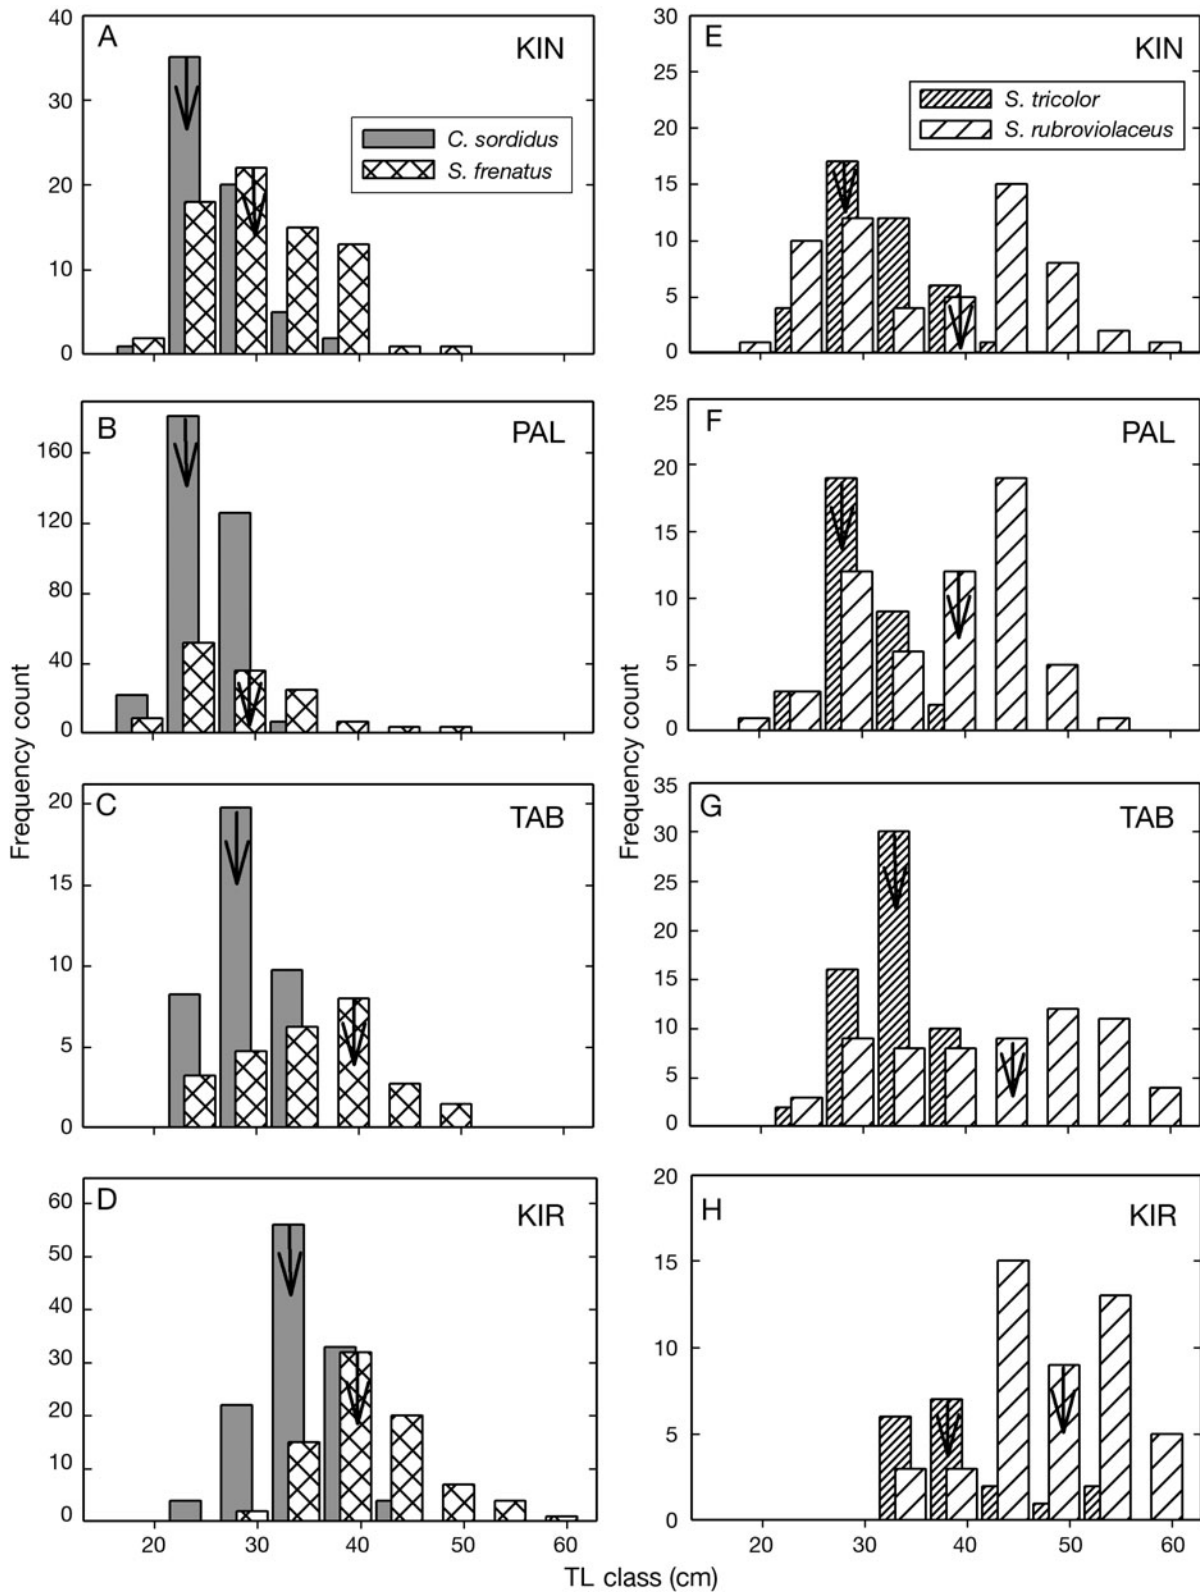 A
KIN
40
30
20
10
0
C. sordidus
S. frenatus
E
KIN
30
25
20
15
10
5
0
S. tricolor
S. rubroviolaceus
B
PAL
160
120
80
40
0
F
PAL
25
20
15
10
5
0
Frequency count
Frequency count
C
TAB
20
15
10
5
0
G
TAB
35
30
25
20
15
10
5
0
D
KIR
60
50
40
30
20
10
0
20 30 40 50 60
H
KIR
20
15
10
5
0
20 30 40 50 60
TL class (cm)